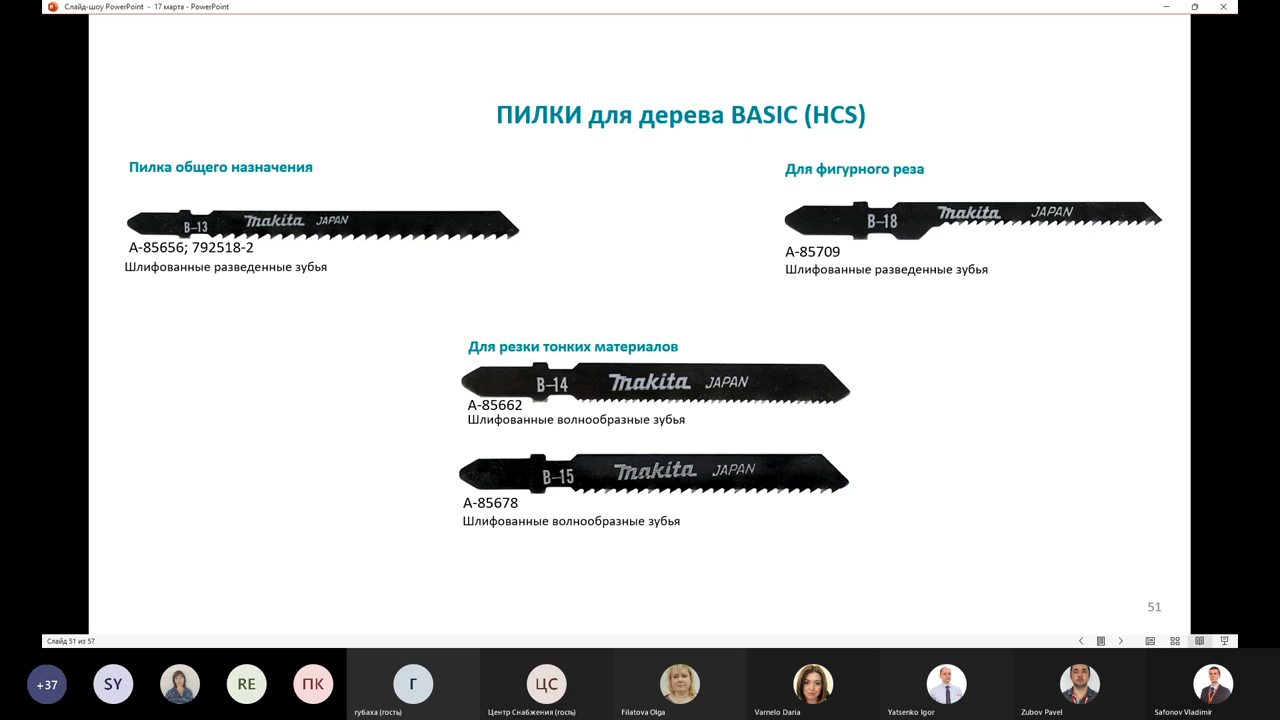 Слайд-шоу PowerPoint - 17 марта - PowerPoint
ПИЛКИ для дерева BASIC (HCS)
Пилка общего назначения
B-13 makita JAPAN
A-85656; 792518-2
Шлифованные разведенные зубья
Для фигурного реза
B-18 makita JAPAN
A-85709
Шлифованные разведенные зубья
Для резки тонких материалов
B-14 makita JAPAN
A-85662
Шлифованные волнообразные зубья
B-15 makita JAPAN
A-85678
Шлифованные волнообразные зубья
51
Слайд 51 из 57
+37
SY
RE
ПК
Г
ЦС
губаха (гость)
Центр Снабжения (гость)
Filatova Olga
Varnelo Daria
Yatsenko Igor
Zubov Pavel
Safonov Vladimir